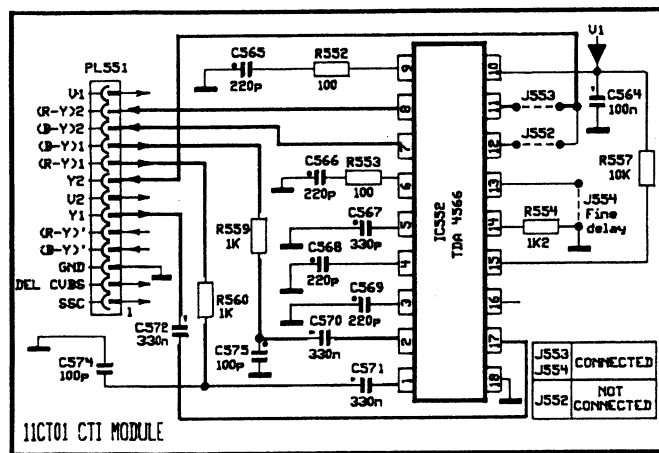 PL551
V1
(R-Y)2
(B-Y)2
(B-Y)1
(R-Y)1
Y2
V2
Y1
(R-Y)'
(B-Y)'
GND
DEL CVBS
SSC
1
C565
220p
R552
100
C566
220p
R553
100
C567
330p
C568
220p
C569
220p
R559
1K
R560
1K
C570
330n
C571
330n
C572
330n
C574
100p
C575
100p
9
8
7
6
5
4
3
2
1
IC552
TDA 4566
10
11
12
13
14
15
16
17
18
V1
C564
100n
J553
J552
R557
10K
J554
Fine
delay
R554
1K2
J553
J554
CONNECTED
J552
NOT
CONNECTED
11CT01 CTI MODULE